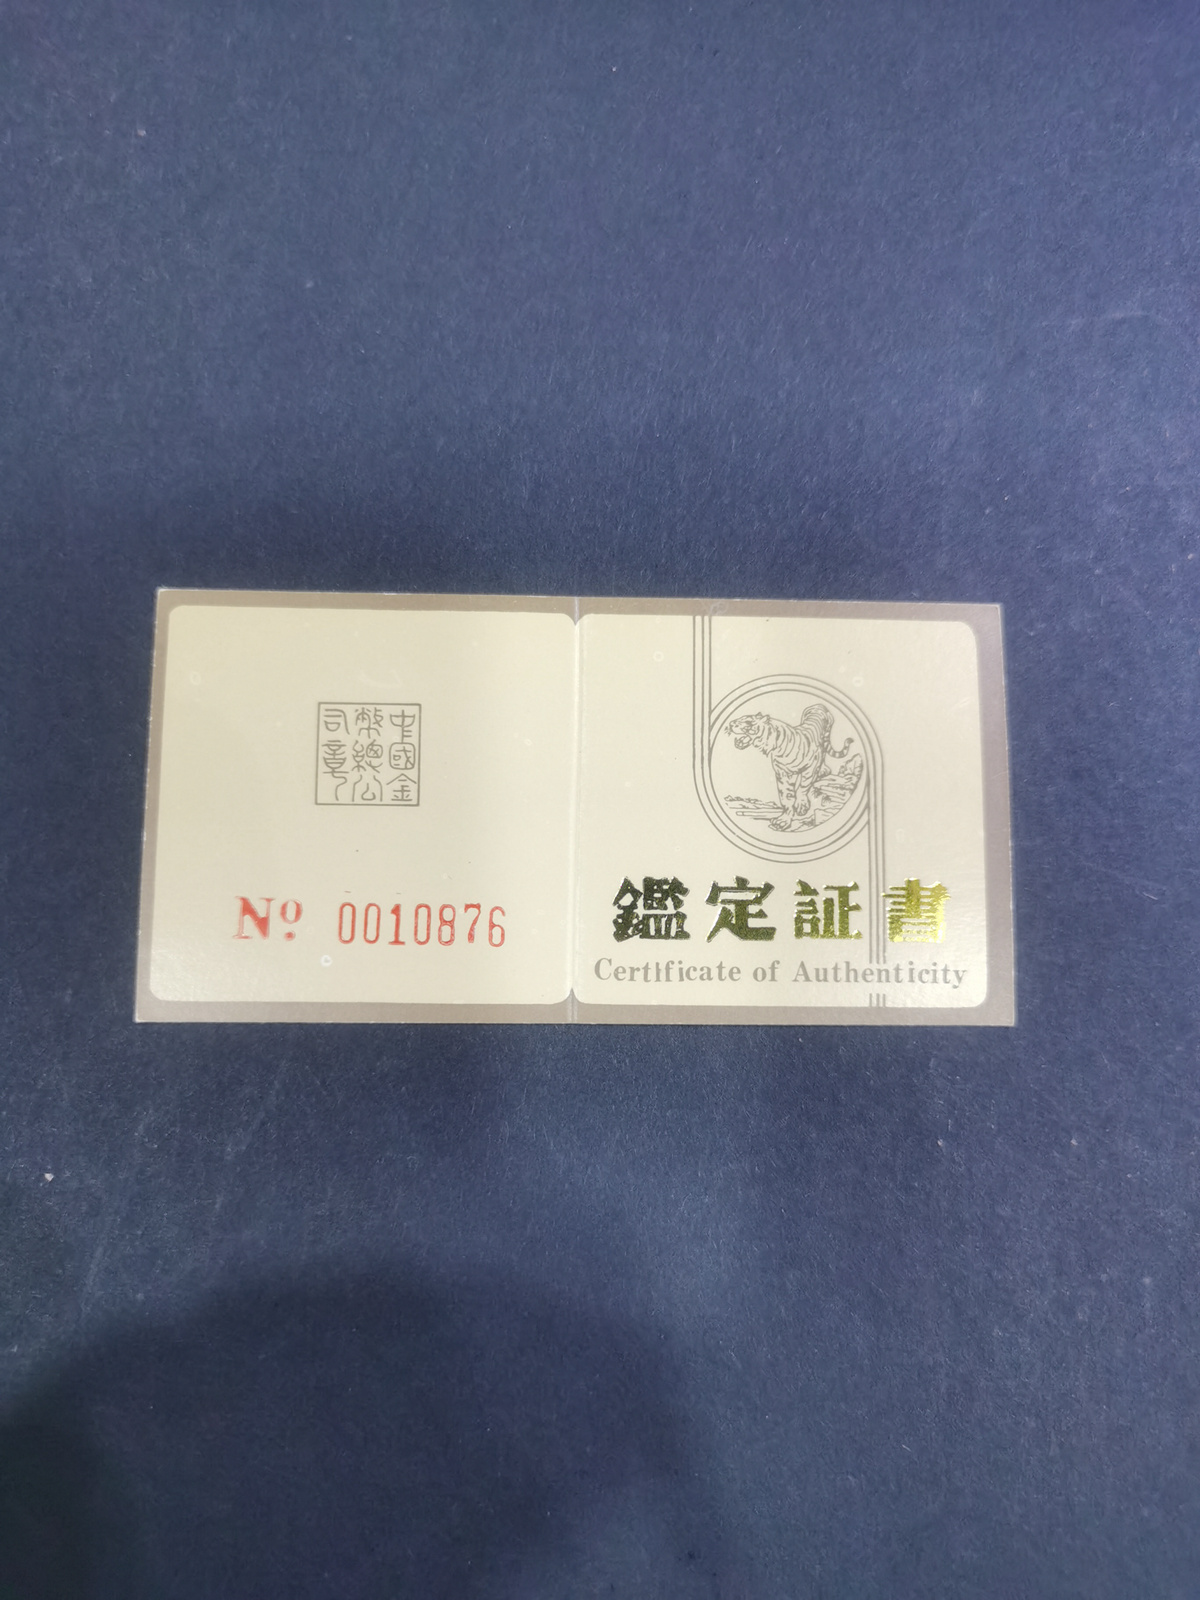 中國金
幣總公
司章
Nº 0010876
鑑定証書
Certificate of Authenticity